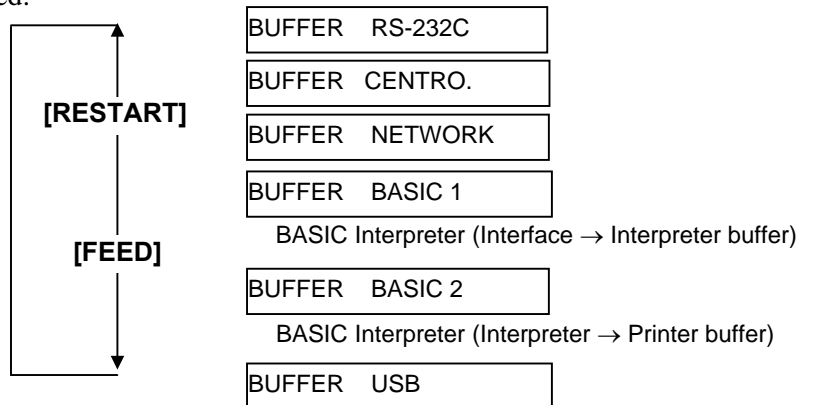 ed.
BUFFER RS-232C
BUFFER CENTRO.
[RESTART]
BUFFER NETWORK
BUFFER BASIC 1
BASIC Interpreter (Interface → Interpreter buffer)
[FEED]
BUFFER BASIC 2
BASIC Interpreter (Interpreter → Printer buffer)
BUFFER USB